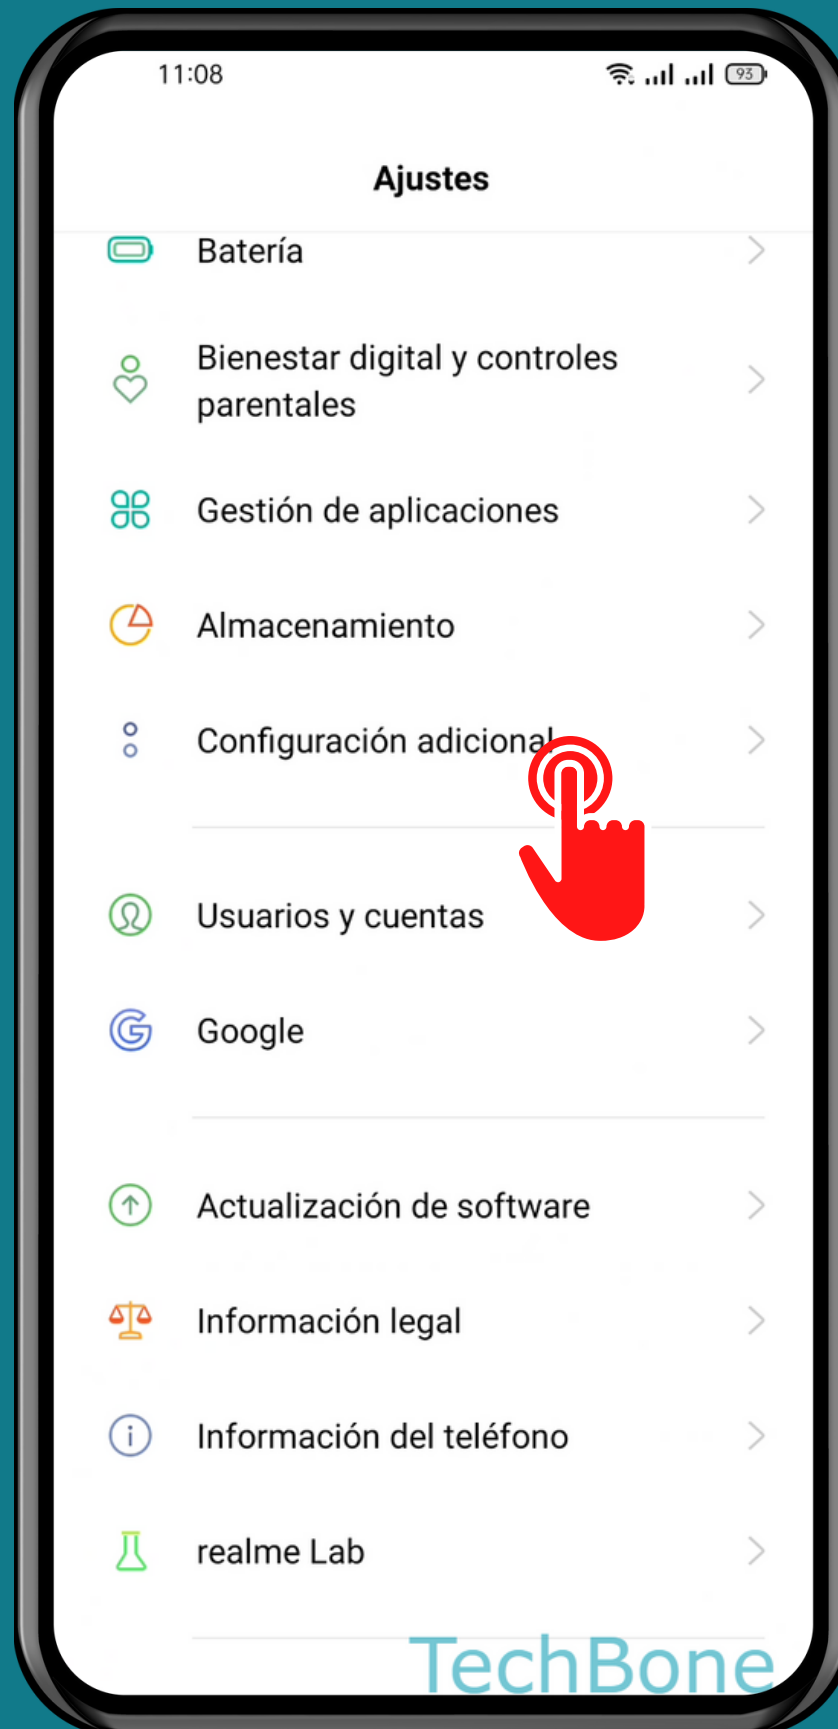 11:08
93
Ajustes
Batería
Bienestar digital y controles
parentales
Gestión de aplicaciones
Almacenamiento
Configuración adicional
Usuarios y cuentas
Google
Actualización de software
Información legal
Información del teléfono
realme Lab
TechBone